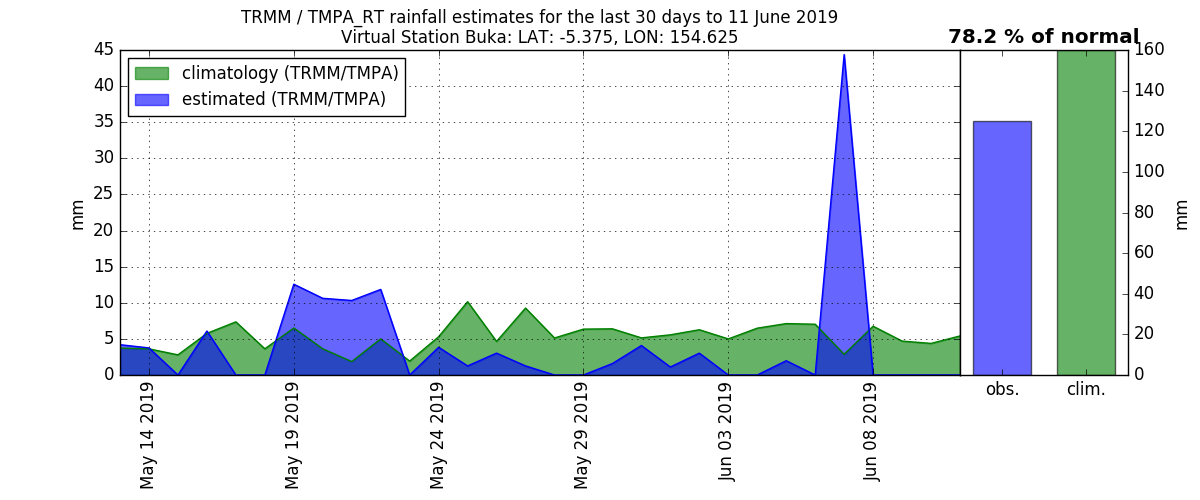 TRMM / TMPA_RT rainfall estimates for the last 30 days to 11 June 2019
Virtual Station Buka: LAT: -5.375, LON: 154.625
78.2 % of normal
climatology (TRMM/TMPA)
estimated (TRMM/TMPA)
mm
45
40
35
30
25
20
15
10
5
0
May 14 2019
May 19 2019
May 24 2019
May 29 2019
Jun 03 2019
Jun 08 2019
160
140
120
100
80
60
40
20
0
mm
obs.
clim.